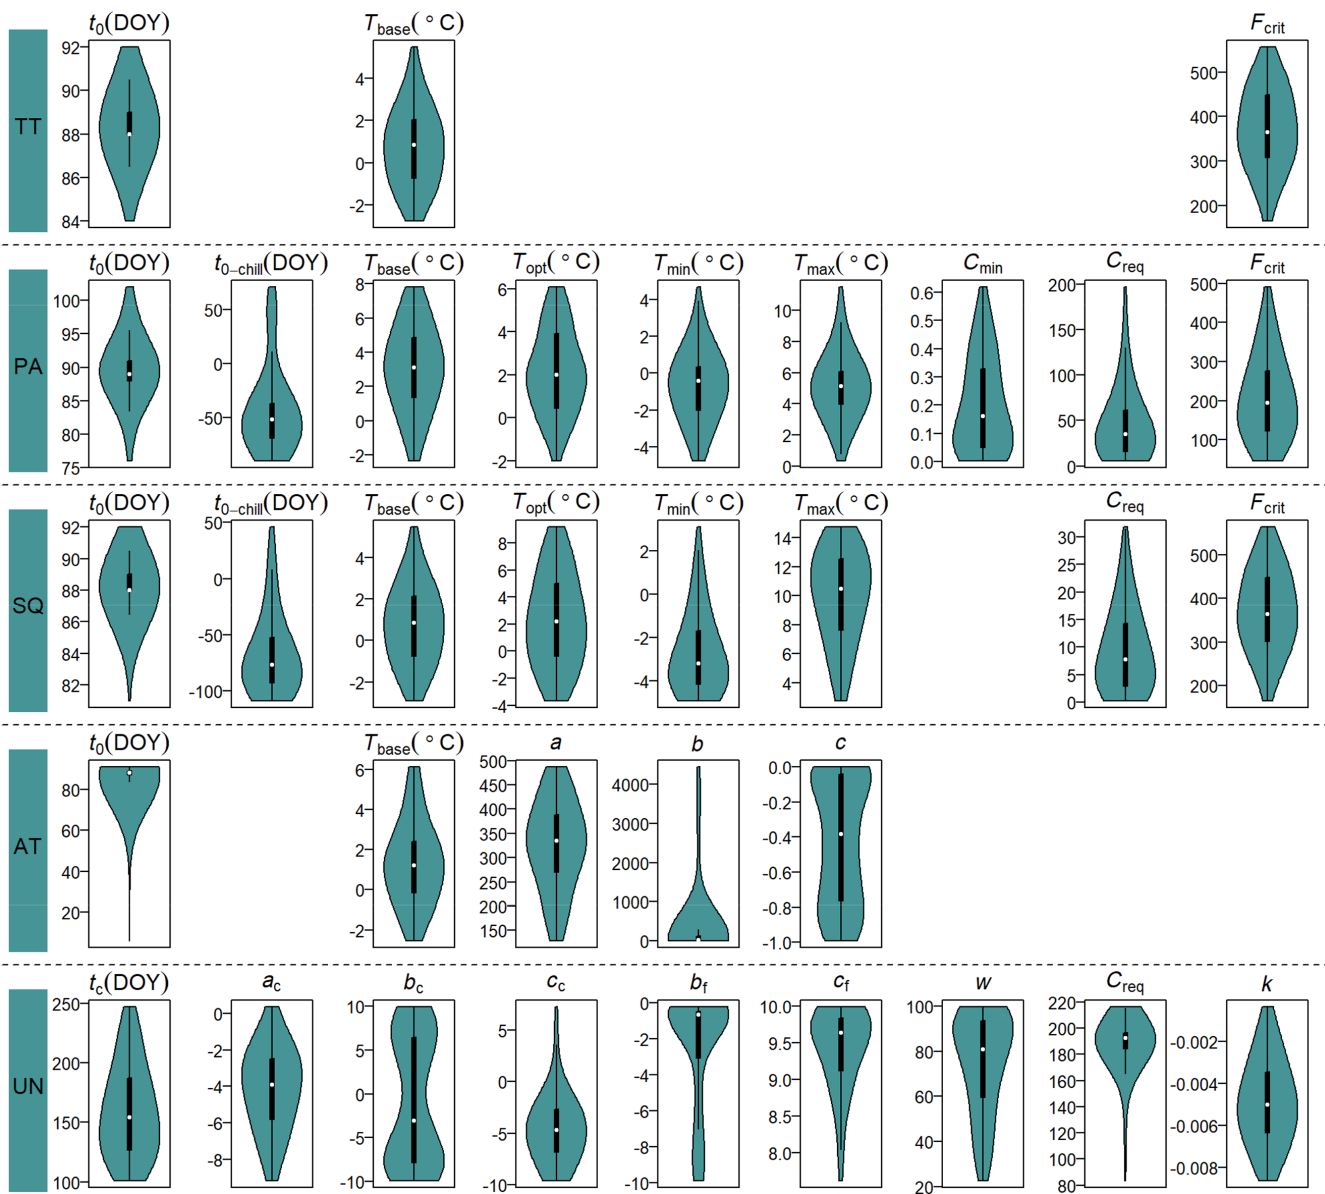 t0(DOY) Tbase(°C) Fcrit
TT
92 90 88 86 84
4 2 0 -2
500 400 300 200
t0(DOY) t0−chill(DOY) Tbase(°C) Topt(°C) Tmin(°C) Tmax(°C) Cmin Creq Fcrit
PA
100 95 90 85 80 75
50 0 -50
8 6 4 2 0 -2
6 4 2 0 -2
4 2 0 -2 -4
10 8 6 4 2 0
0.6 0.5 0.4 0.3 0.2 0.1 0.0
200 150 100 50 0
500 400 300 200 100
t0(DOY) t0−chill(DOY) Tbase(°C) Topt(°C) Tmin(°C) Tmax(°C) Creq Fcrit
SQ
92 90 88 86 84 82
50 0 -50 -100
4 2 0 -2
8 6 4 2 0 -2 -4
2 0 -2 -4
14 12 10 8 6 4
30 25 20 15 10 5 0
500 400 300 200
t0(DOY) Tbase(°C) a b c
AT
80 60 40 20
6 4 2 0 -2
500 450 400 350 300 250 200 150
4000 3000 2000 1000 0
0.0 -0.2 -0.4 -0.6 -0.8 -1.0
tc(DOY) ac bc cc bf cf w Creq k
UN
250 200 150 100
0 -2 -4 -6 -8
10 5 0 -5 -10
5 0 -5 -10
0 -2 -4 -6 -8 -10
10.0 9.5 9.0 8.5 8.0
100 80 60 40 20
220 200 180 160 140 120 100 80
-0.002 -0.004 -0.006 -0.008